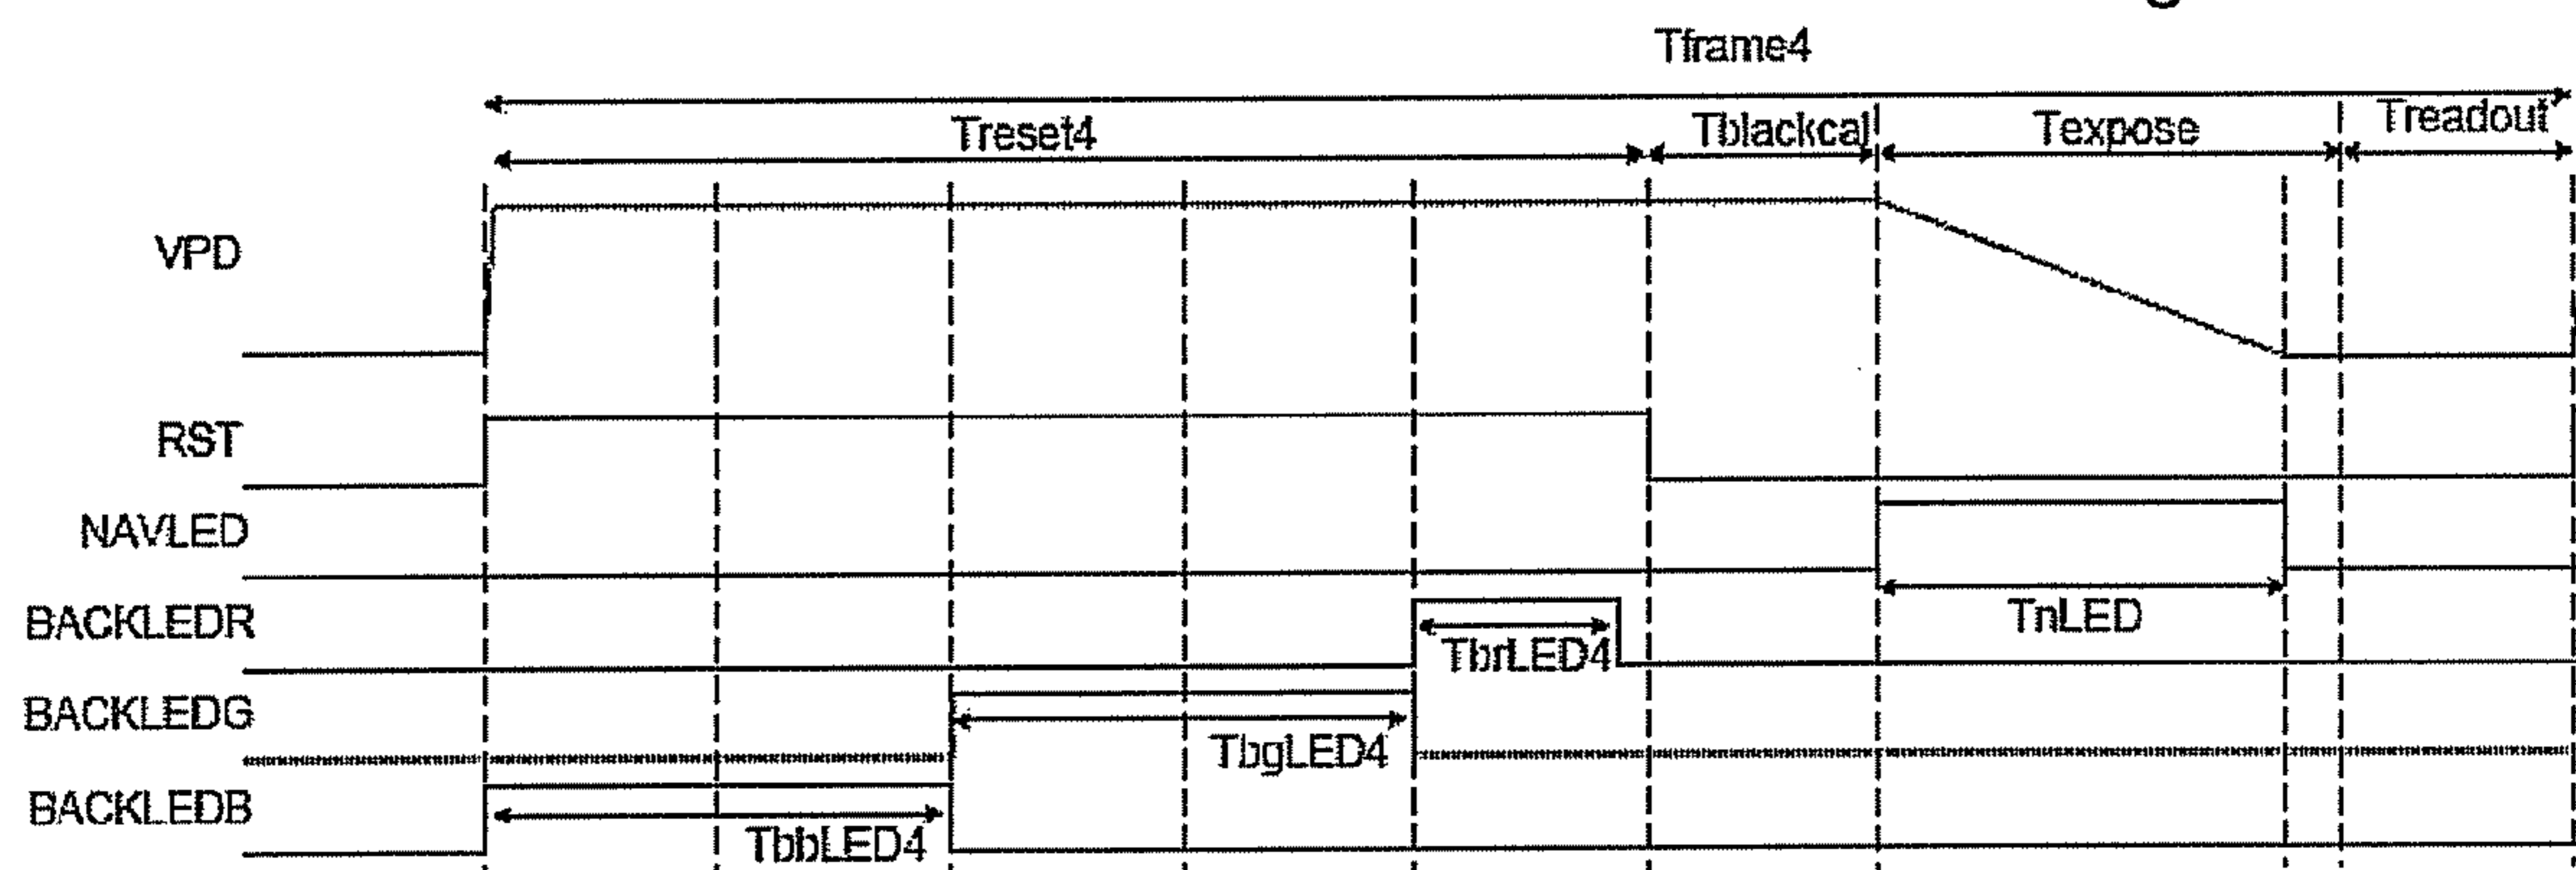 Tframe4
Treset4 Tblackcal Texpose Treadout
VPD
RST
NAVLED
TnLED
BACKLEDR
TbrLED4
BACKLEDG
TbgLED4
BACKLEDB
TbbLED4